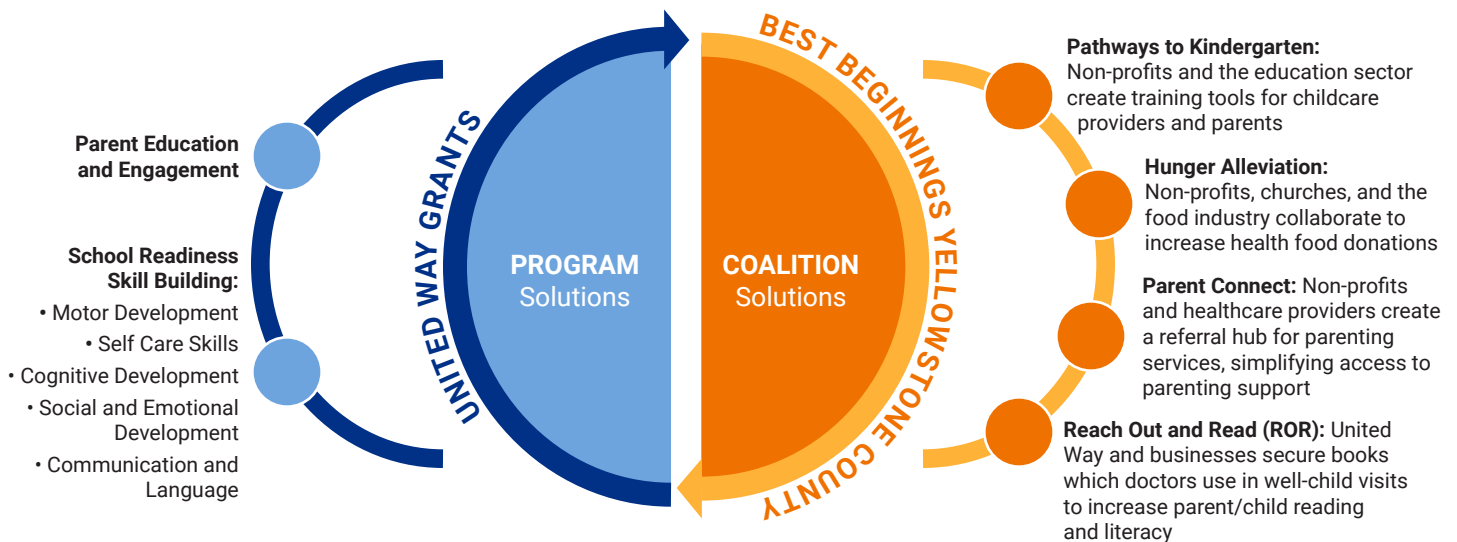 Parent Education
and Engagement
School Readiness
Skill Building:
• Motor Development
• Self Care Skills
• Cognitive Development
• Social and Emotional
Development
• Communication and
Language
UNITED WAY GRANTS
PROGRAM
Solutions
COALITION
Solutions
BEST BEGINNINGS YELLOWSTONE COUNTY
Pathways to Kindergarten:
Non-profits and the education sector
create training tools for childcare
providers and parents
Hunger Alleviation:
Non-profits, churches, and the
food industry collaborate to
increase health food donations
Parent Connect: Non-profits
and healthcare providers create
a referral hub for parenting
services, simplifying access to
parenting support
Reach Out and Read (ROR): United
Way and businesses secure books
which doctors use in well-child visits
to increase parent/child reading
and literacy